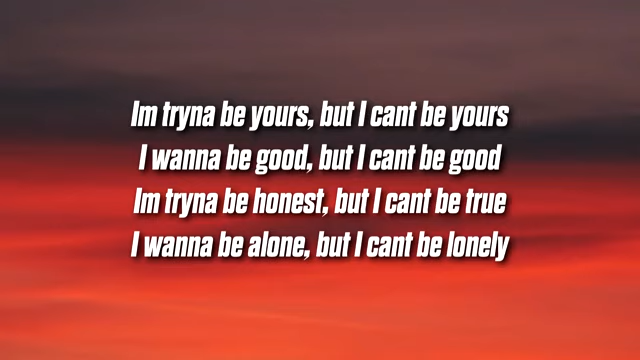 Im tryna be yours, but I cant be yours
I wanna be good, but I cant be good
Im tryna be honest, but I cant be true
I wanna be alone, but I cant be lonely